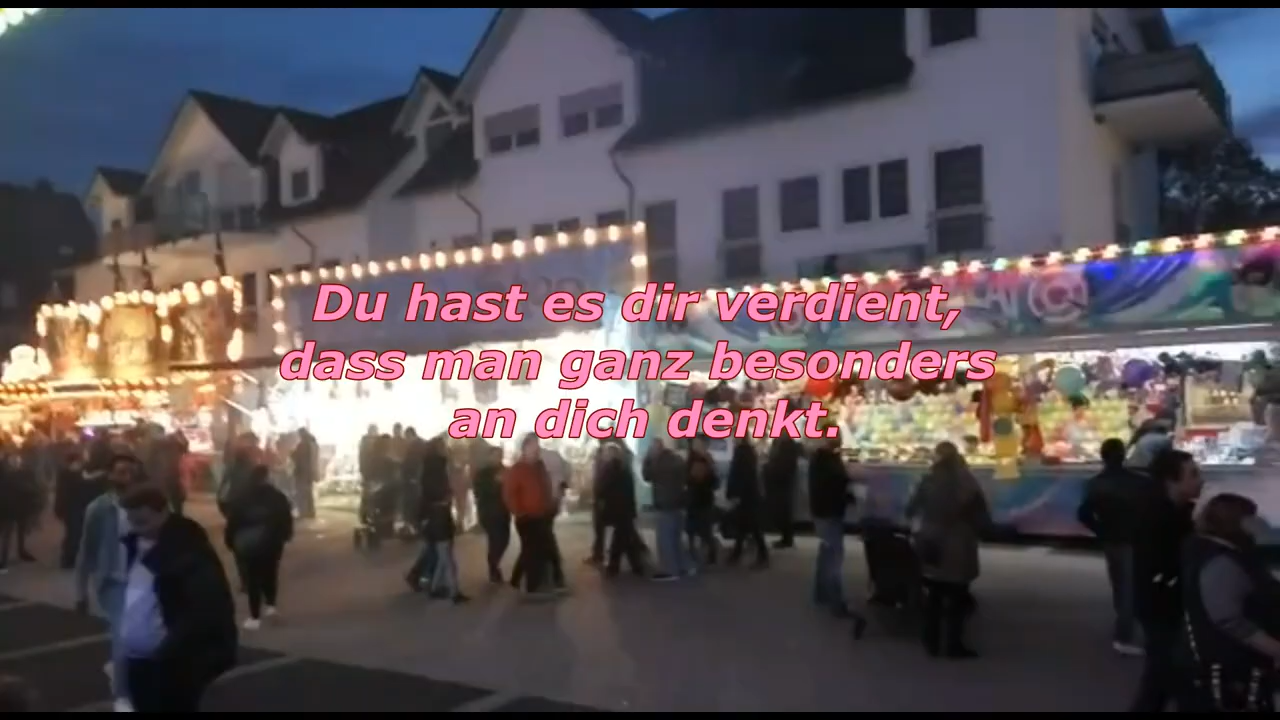 Du hast es dir verdient,
dass man ganz besonders
an dich denkt.